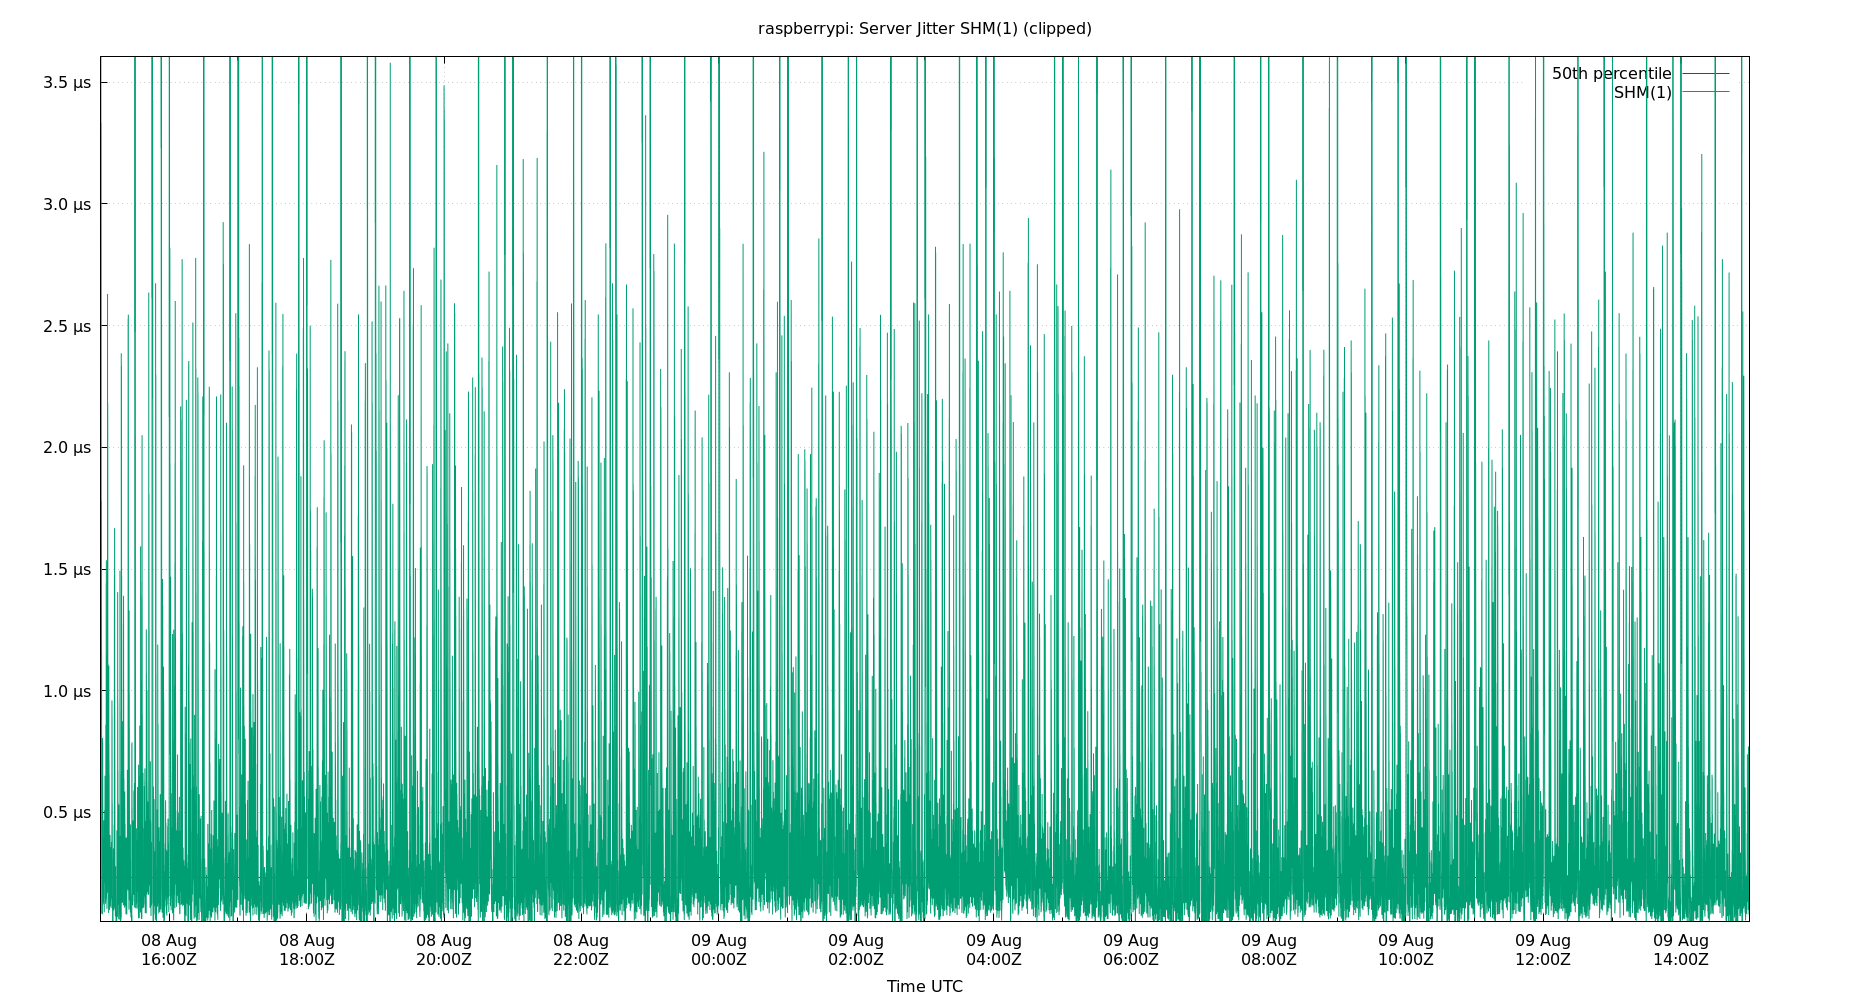 raspberrypi: Server Jitter SHM(1) (clipped)
50th percentile
SHM(1)
3.5 µs
3.0 µs
2.5 µs
2.0 µs
1.5 µs
1.0 µs
0.5 µs
08 Aug 16:00Z
08 Aug 18:00Z
08 Aug 20:00Z
08 Aug 22:00Z
09 Aug 00:00Z
09 Aug 02:00Z
09 Aug 04:00Z
09 Aug 06:00Z
09 Aug 08:00Z
09 Aug 10:00Z
09 Aug 12:00Z
09 Aug 14:00Z
Time UTC